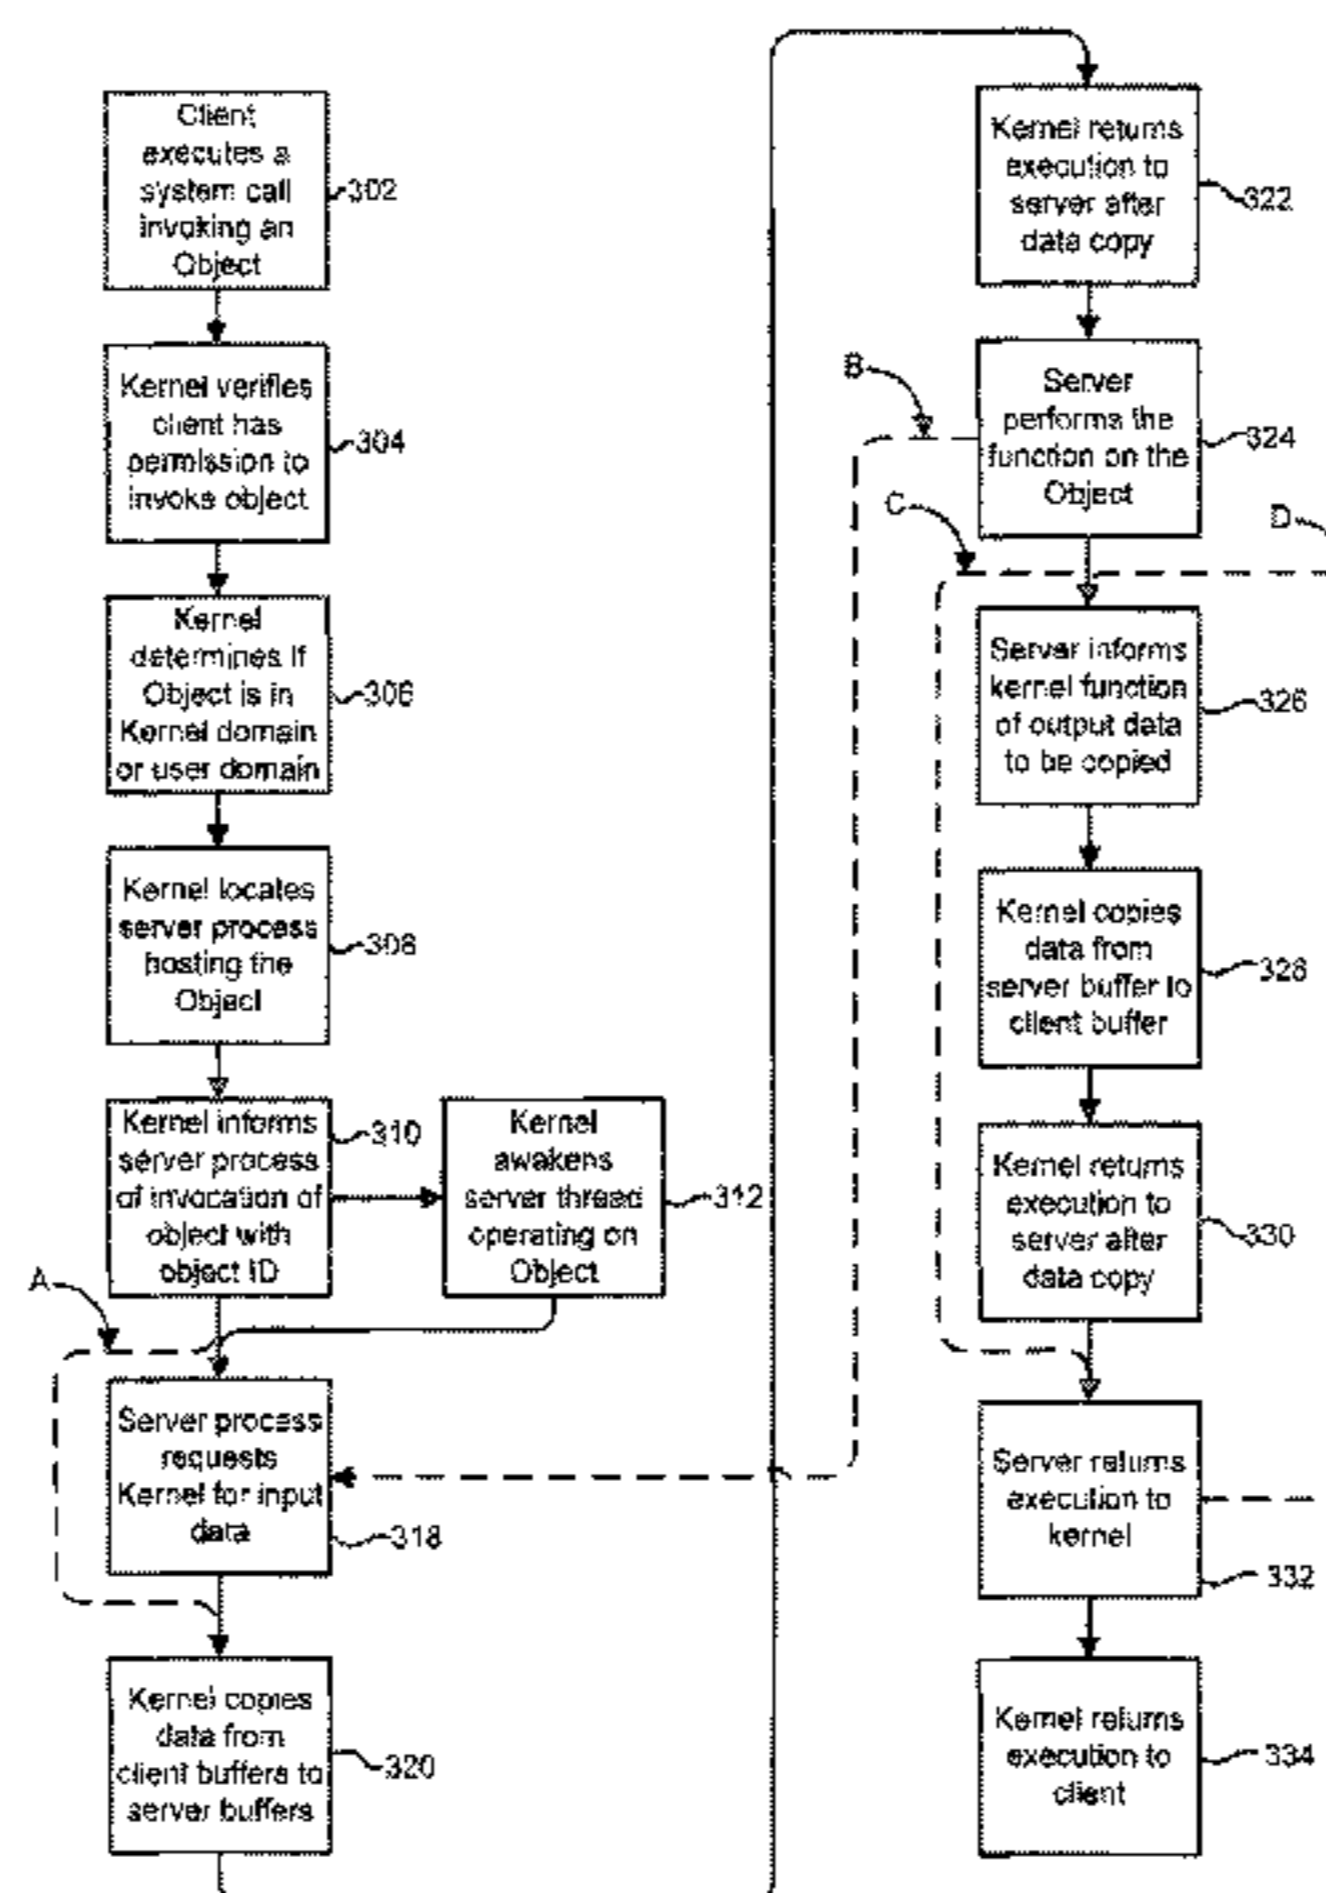 Client
executes a
system call
invoking an
Object
302
Kernel verifies
client has
permission to
invoke object
304
Kernel
determines if
Object is in
Kernel domain
or user domain
306
Kernel locates
server process
hosting the
Object
308
Kernel informs
server process
of invocation of
object with
object ID
310
Kernel
awakens
server thread
operating on
Object
312
A
Server process
requests
Kernel for input
data
318
Kernel copies
data from
client buffers to
server buffers
320
Kernel returns
execution to
server after
data copy
322
B
Server
performs the
function on the
Object
324
C
D
Server informs
kernel function
of output data
to be copied
326
Kernel copies
data from
server buffer to
client buffer
328
Kernel returns
execution to
server after
data copy
330
Server returns
execution to
kernel
332
Kernel returns
execution to
client
334